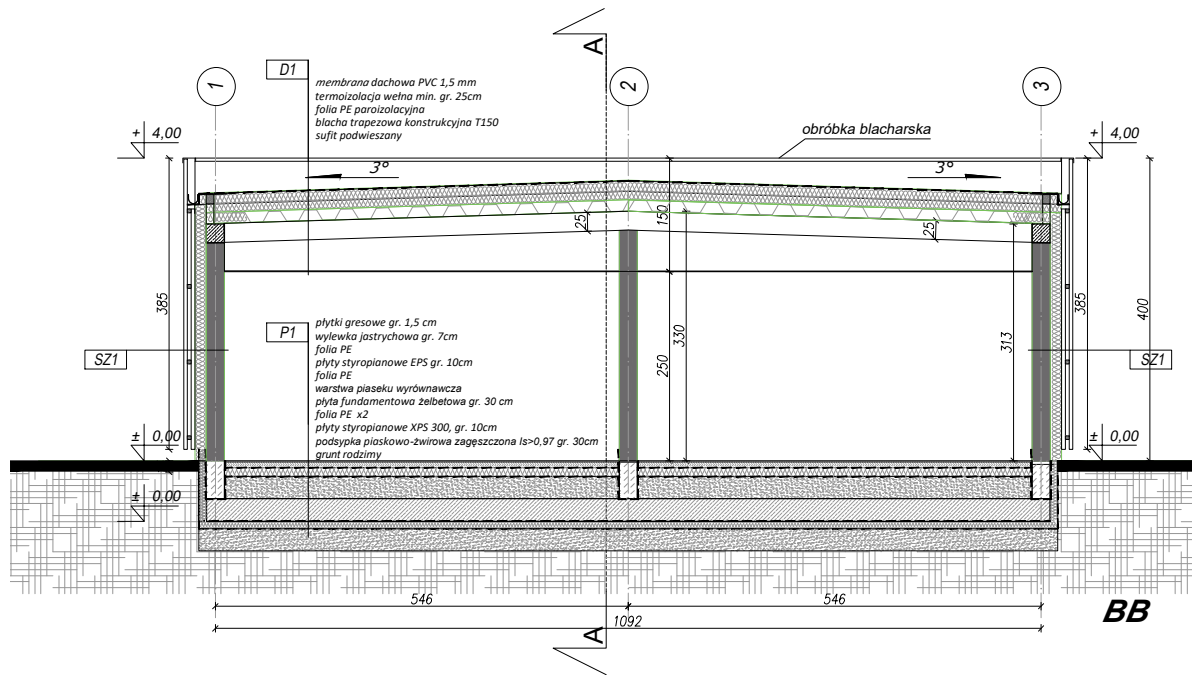 A
D1
membrana dachowa PVC 1,5 mm
termoizolacja wełna min. gr. 25cm
folia PE paroizolacyjna
blacha trapezowa konstrukcyjna T150
sufit podwieszany
1
2
3
obróbka blacharska
+ 4,00
+ 4,00
3°
3°
150
25
25
385
330
313
385
400
250
P1
płytki gresowe gr. 1,5 cm
wylewka jastrychowa gr. 7cm
folia PE
płyty styropianowe EPS gr. 10cm
folia PE
warstwa piaseku wyrównawcza
płyta fundamentowa żelbetowa gr. 30 cm
folia PE x2
płyty styropianowe XPS 300, gr. 10cm
podsypka piaskowo-żwirowa zagęszczona Is>0,97 gr. 30cm
grunt rodzimy
SZ1
SZ1
± 0,00
± 0,00
± 0,00
546
546
1092
BB
A